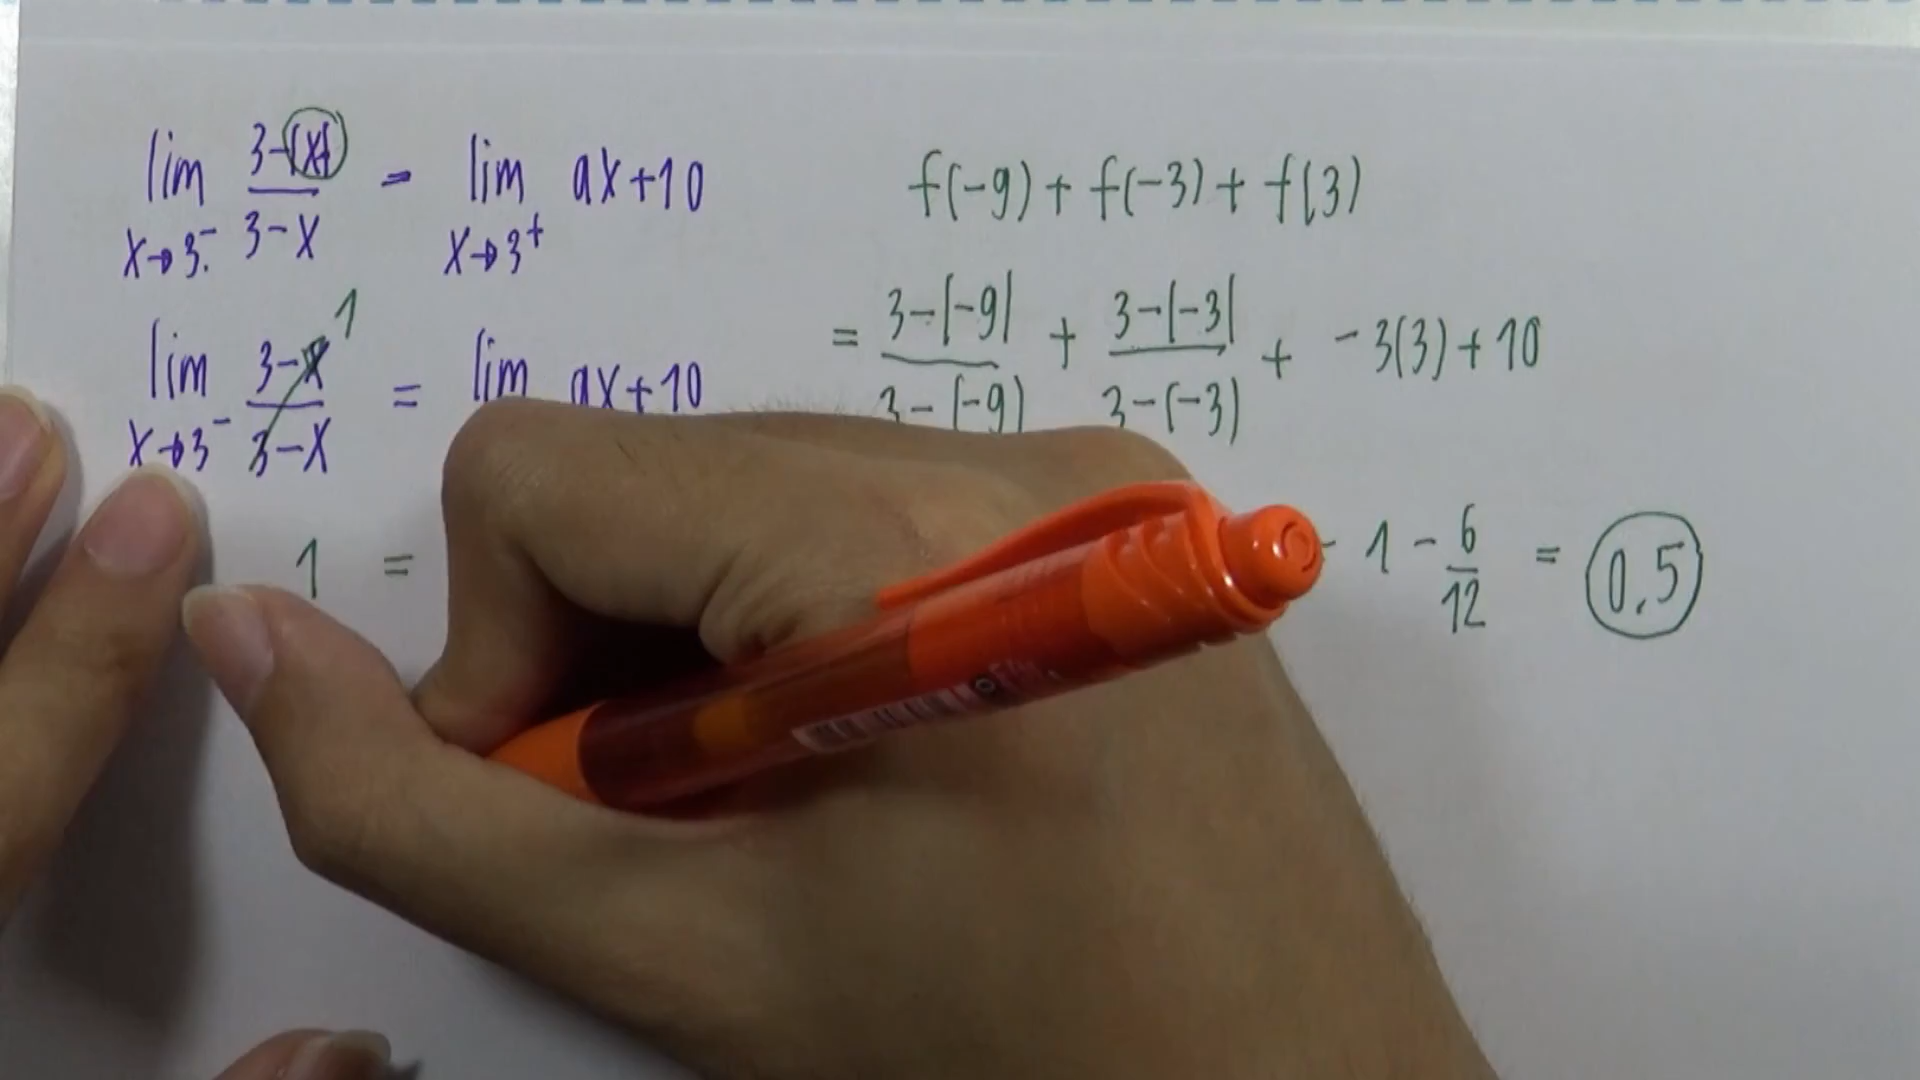 lim 3-|x| / 3-x = lim ax+10
x→3⁻ x→3⁺
lim 3-x / 3-x 1 = lim ax+10
x→3⁻
1 =
f(-9) + f(-3) + f(3)
= 3-|-9| / 3-(-9) + 3-|-3| / 3-(-3) + -3(3)+10
1 - 6/12 = 0.5